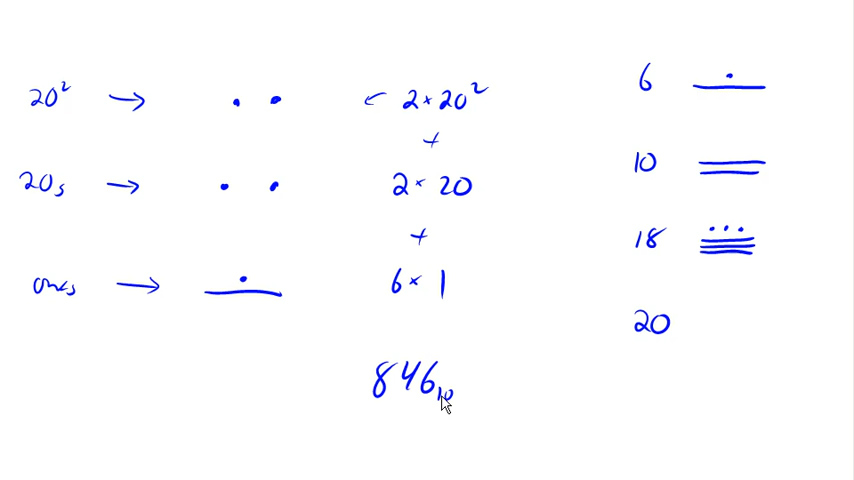 20² → • • ← 2 × 20²
+
20s → • • 2 × 20
+
ones → 6 × 1
846₁₀
6
10
18
20